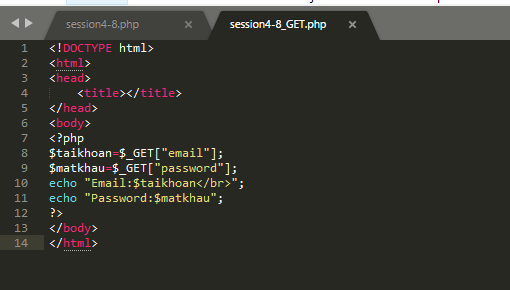 session4-8.php × session4-8_GET.php ×
1 <!DOCTYPE html>
2 <html>
3 <head>
4 <title></title>
5 </head>
6 <body>
7 <?php
8 $taikhoan=$_GET["email"];
9 $matkhau=$_GET["password"];
10 echo "Email:$taikhoan</br>";
11 echo "Password:$matkhau";
12 ?>
13 </body>
14 </html>